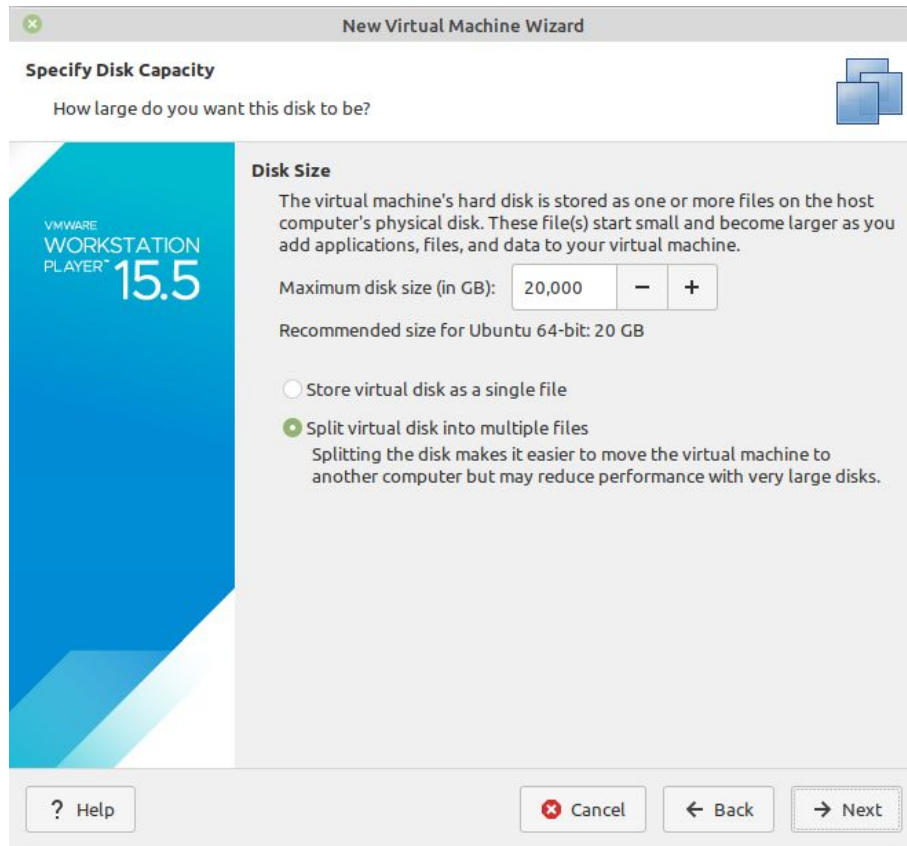 New Virtual Machine Wizard
Specify Disk Capacity
How large do you want this disk to be?
VMWARE
WORKSTATION
PLAYER™ 15.5
Disk Size
The virtual machine's hard disk is stored as one or more files on the host
computer's physical disk. These file(s) start small and become larger as you
add applications, files, and data to your virtual machine.
Maximum disk size (in GB): 20,000 − +
Recommended size for Ubuntu 64-bit: 20 GB
Store virtual disk as a single file
Split virtual disk into multiple files
Splitting the disk makes it easier to move the virtual machine to
another computer but may reduce performance with very large disks.
? Help Cancel ← Back → Next